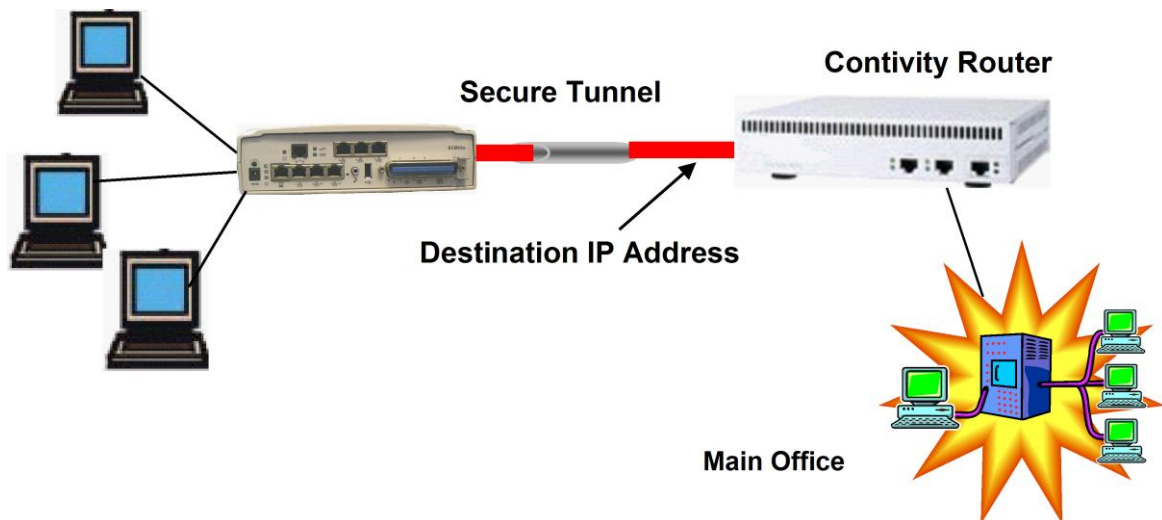 Contivity Router
Secure Tunnel
Destination IP Address
Main Office